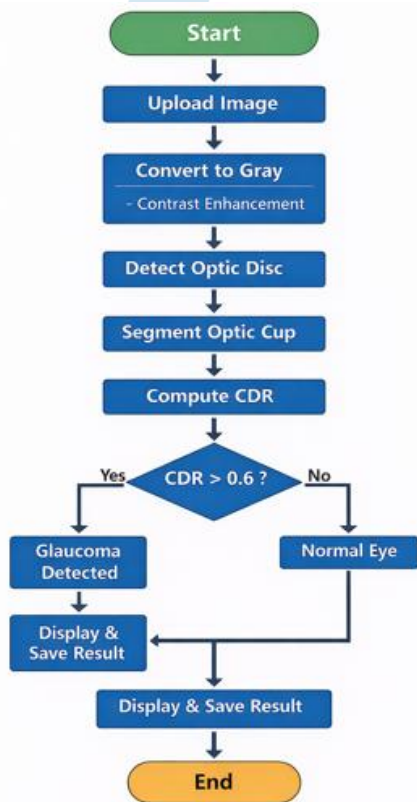 Start
Upload Image
Convert to Gray
- Contrast Enhancement
Detect Optic Disc
Segment Optic Cup
Compute CDR
CDR > 0.6 ?
Yes
No
Glaucoma
Detected
Normal Eye
Display &
Save Result
Display & Save Result
End